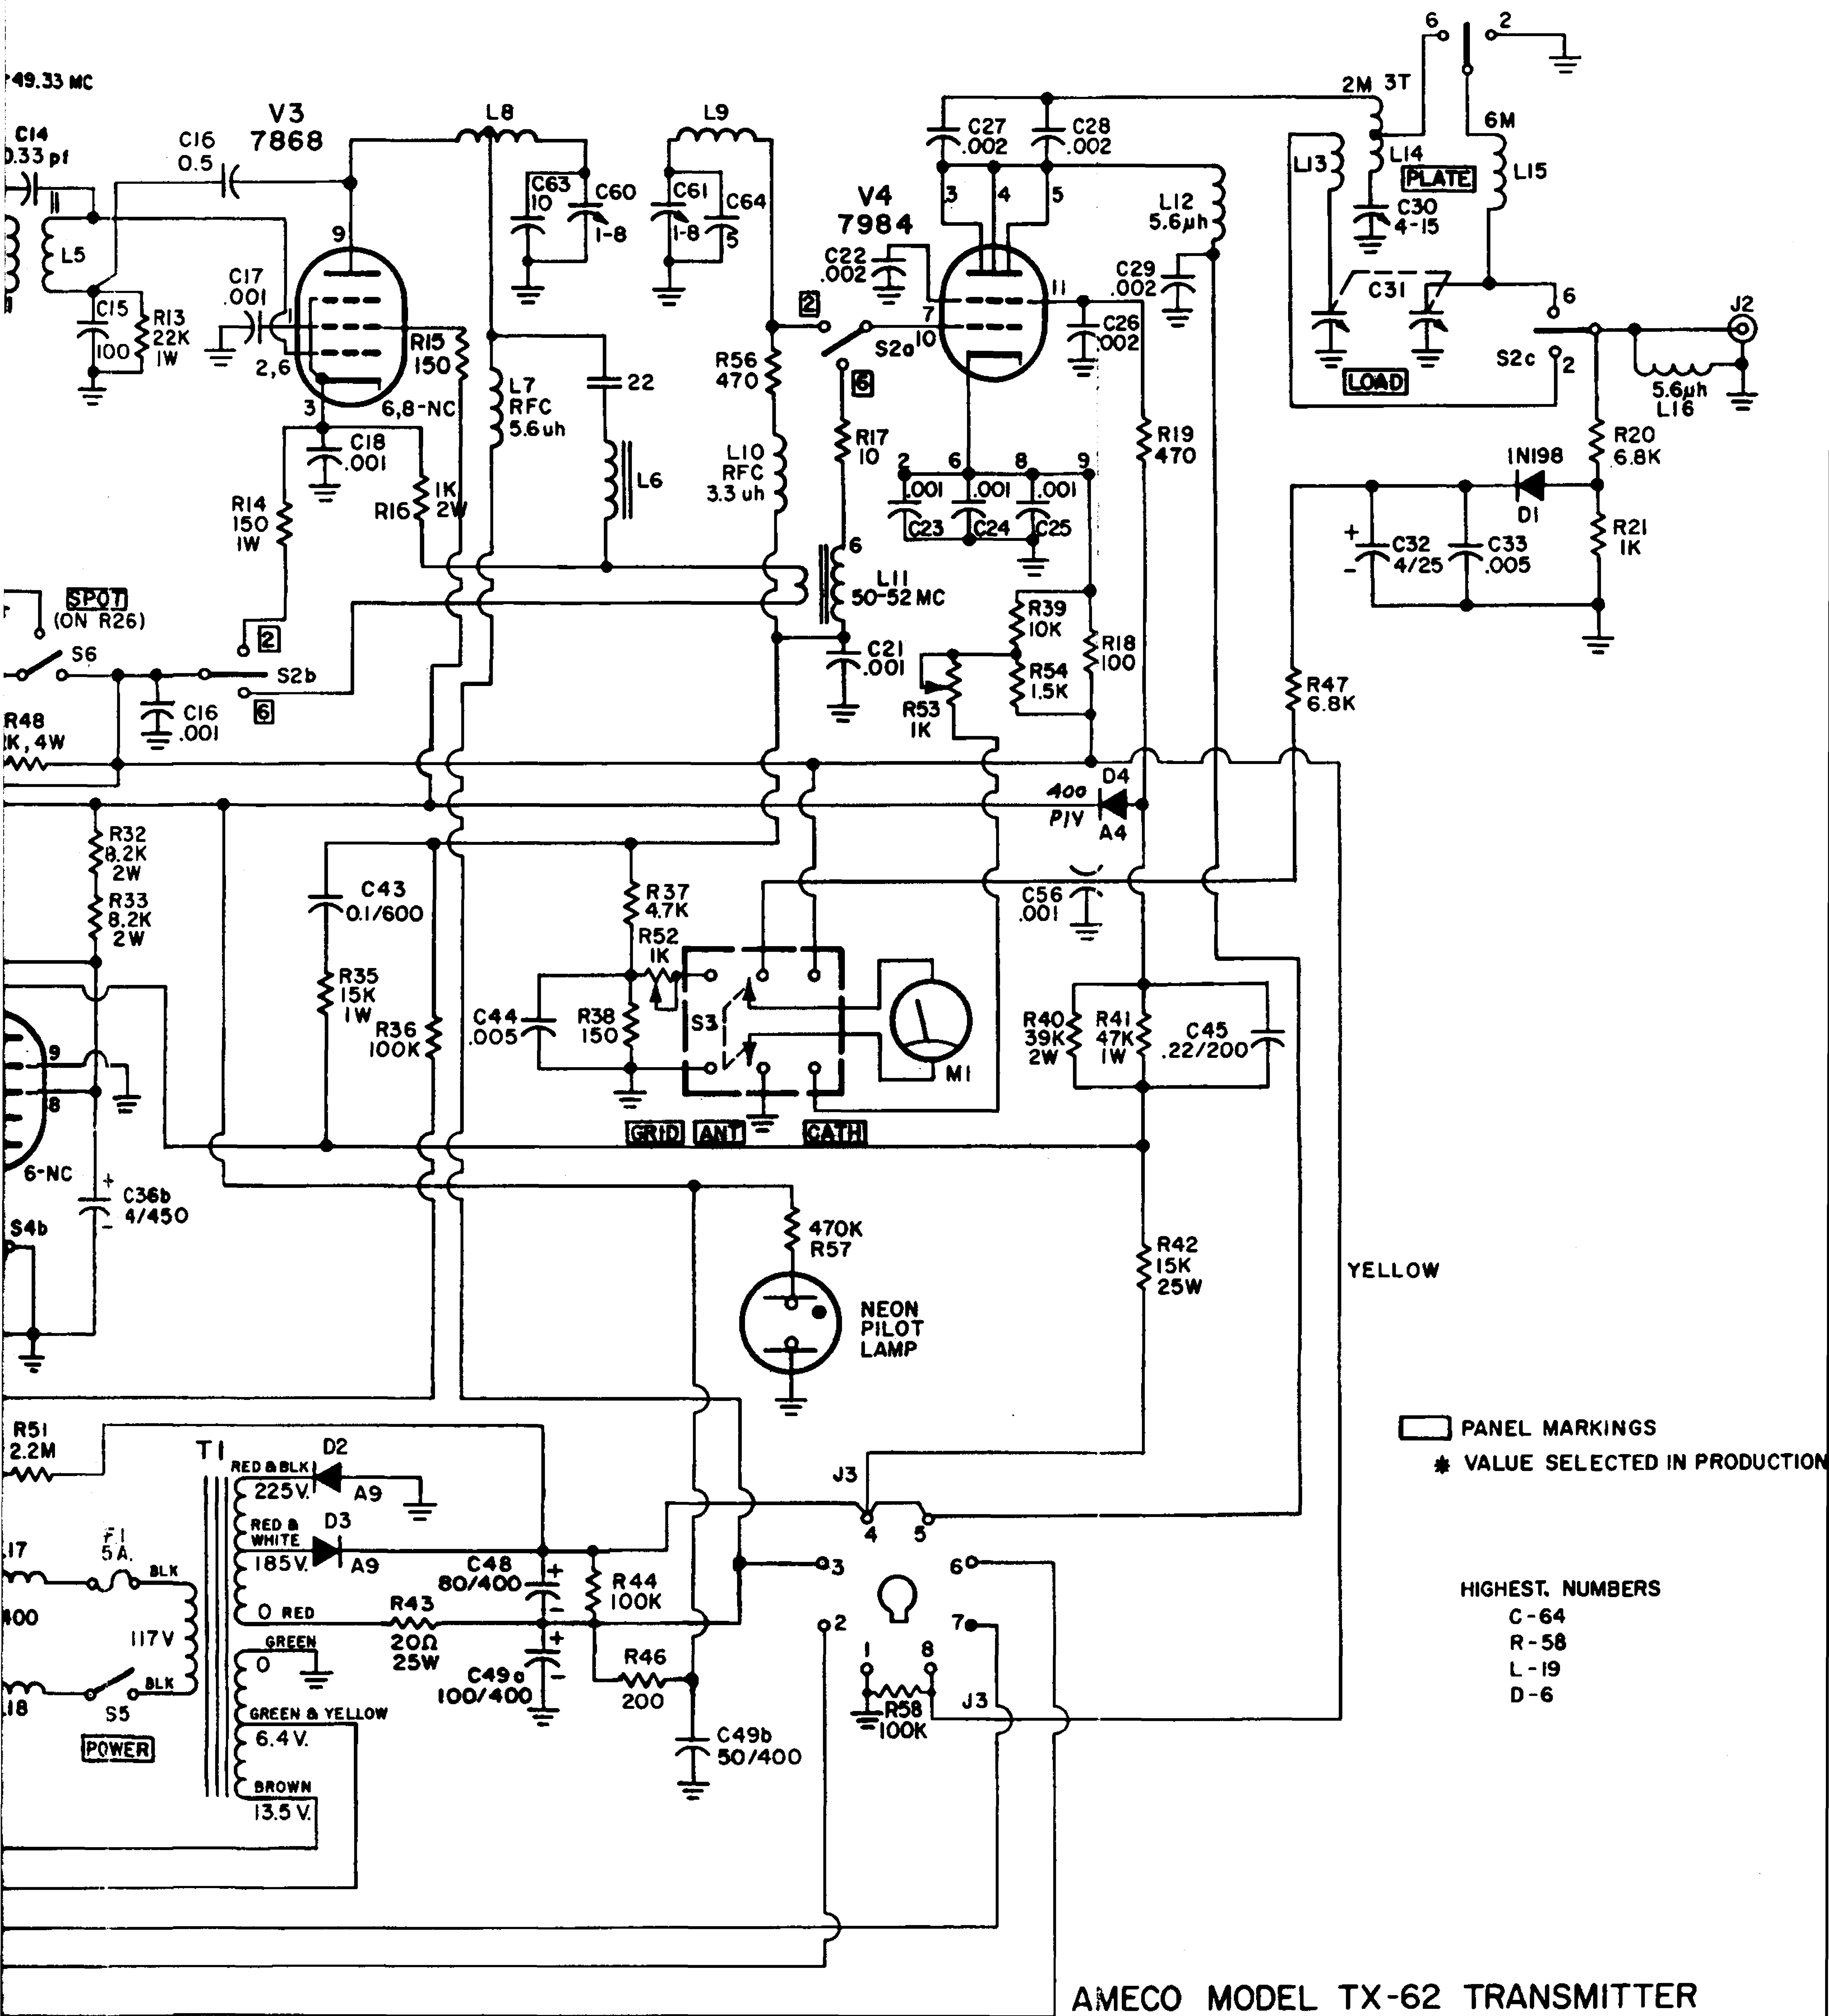 49.33 MC
C14
0.33 pf
L5
C15
100
R13
22K
1W
C16
0.5
V3
7868
9
1
2,6
3
6,8-NC
C17
.001
R15
150
C18
.001
R14
150
1W
R16
1K
2W
L8
C63
10
C60
1-8
L7
RFC
5.6 uh
22
L6
L9
C61
1-8
C64
5
R56
470
L10
RFC
3.3 uh
2
S2a
6
R17
10
6
L11
50-52 MC
C21
.001
V4
7984
3
4
5
7
10
11
C22
.002
C27
.002
C28
.002
C26
.002
L12
5.6µh
C29
.002
2
6
8
9
.001
.001
.001
C23
C24
C25
R19
470
R39
10K
R54
1.5K
R53
1K
R18
100
2M 3T
L13
L14
PLATE
C30
4-15
6
2
6M
L15
C31
LOAD
6
S2c
2
J2
5.6µh
L16
R20
6.8K
1N198
D1
R21
1K
+
C32
4/25
-
C33
.005
R47
6.8K
SPOT
(ON R26)
S6
2
S2b
6
C16
.001
R48
K, 4W
R32
8.2K
2W
R33
8.2K
2W
9
8
6-NC
+
C36b
4/450
-
S4b
C43
0.1/600
R35
15K
1W
R36
100K
R37
4.7K
R52
1K
R38
150
C44
.005
S3
M1
GRID
ANT
CATH
400
PIV
D4
A4
C56
.001
R40
39K
2W
R41
47K
1W
C45
.22/200
R42
15K
25W
YELLOW
470K
R57
NEON
PILOT
LAMP
R51
2.2M
T1
RED & BLK
225V.
D2
A9
RED &
WHITE
185V.
D3
A9
0 RED
GREEN
0
GREEN & YELLOW
6.4V.
BROWN
13.5 V.
117V
F1
5A.
BLK
BLK
S5
POWER
17
400
18
R43
20Ω
25W
C48
80/400
+
-
R44
100K
C49a
100/400
+
-
R46
200
C49b
50/400
J3
4
5
3
6
2
7
1
8
R58
100K
J3
PANEL MARKINGS
* VALUE SELECTED IN PRODUCTION
HIGHEST. NUMBERS
C-64
R-58
L-19
D-6
AMECO MODEL TX-62 TRANSMITTER